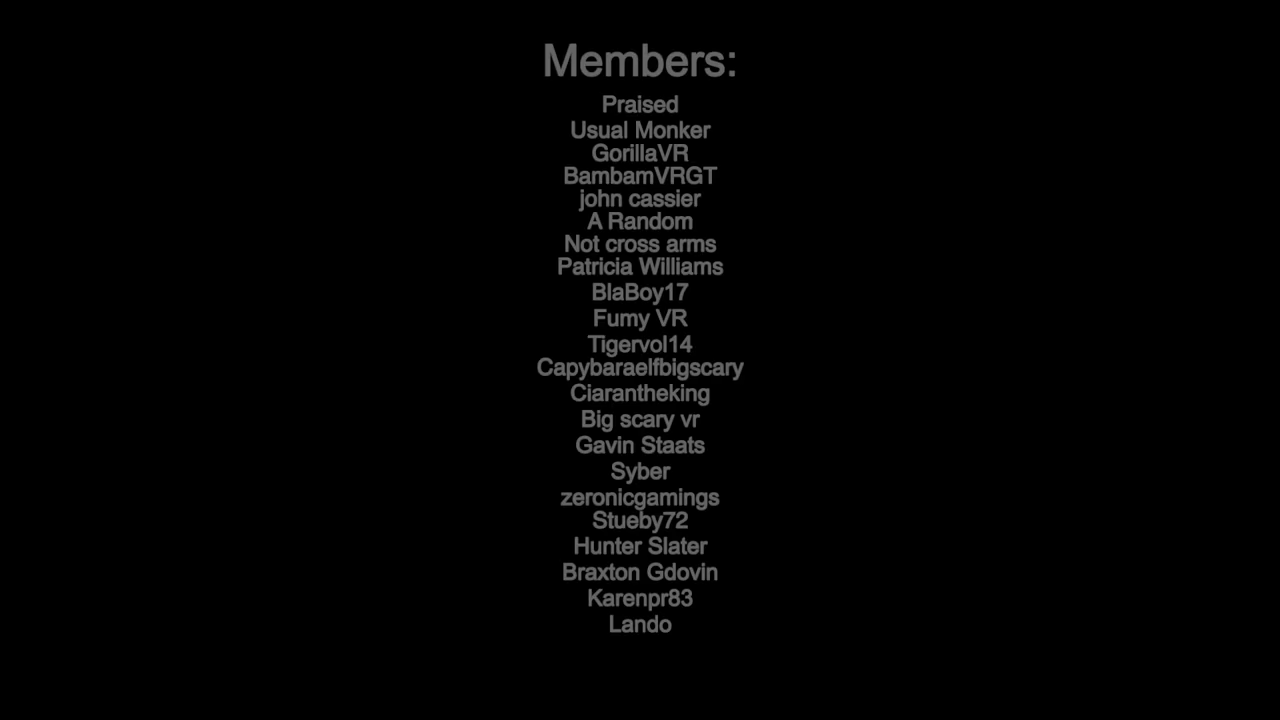 Members:
Praised
Usual Monker
GorillaVR
BambamVRGT
john cassier
A Random
Not cross arms
Patricia Williams
BlaBoy17
Fumy VR
Tigervol14
Capybaraelfbigscary
Ciarantheking
Big scary vr
Gavin Staats
Syber
zeronicgamings
Stueby72
Hunter Slater
Braxton Gdovin
Karenpr83
Lando